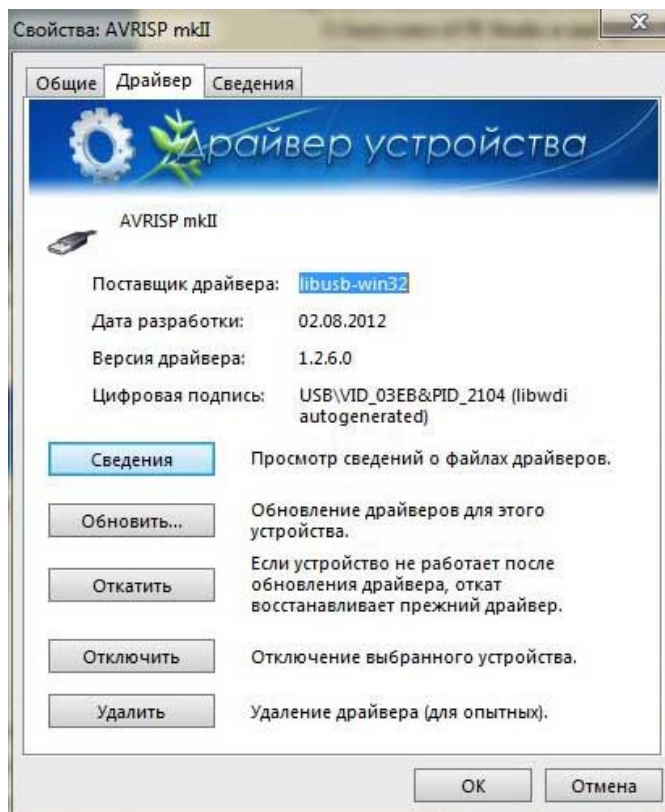 Свойства: AVRISP mkII
Общие Драйвер Сведения
Драйвер устройства
AVRISP mkII
Поставщик драйвера: libusb-win32
Дата разработки: 02.08.2012
Версия драйвера: 1.2.6.0
Цифровая подпись: USB\VID_03EB&PID_2104 (libwdi
autogenerated)
Сведения Просмотр сведений о файлах драйверов.
Обновить... Обновление драйверов для этого
устройства.
Откатить Если устройство не работает после
обновления драйвера, откат
восстанавливает прежний драйвер.
Отключить Отключение выбранного устройства.
Удалить Удаление драйвера (для опытных).
ОК Отмена